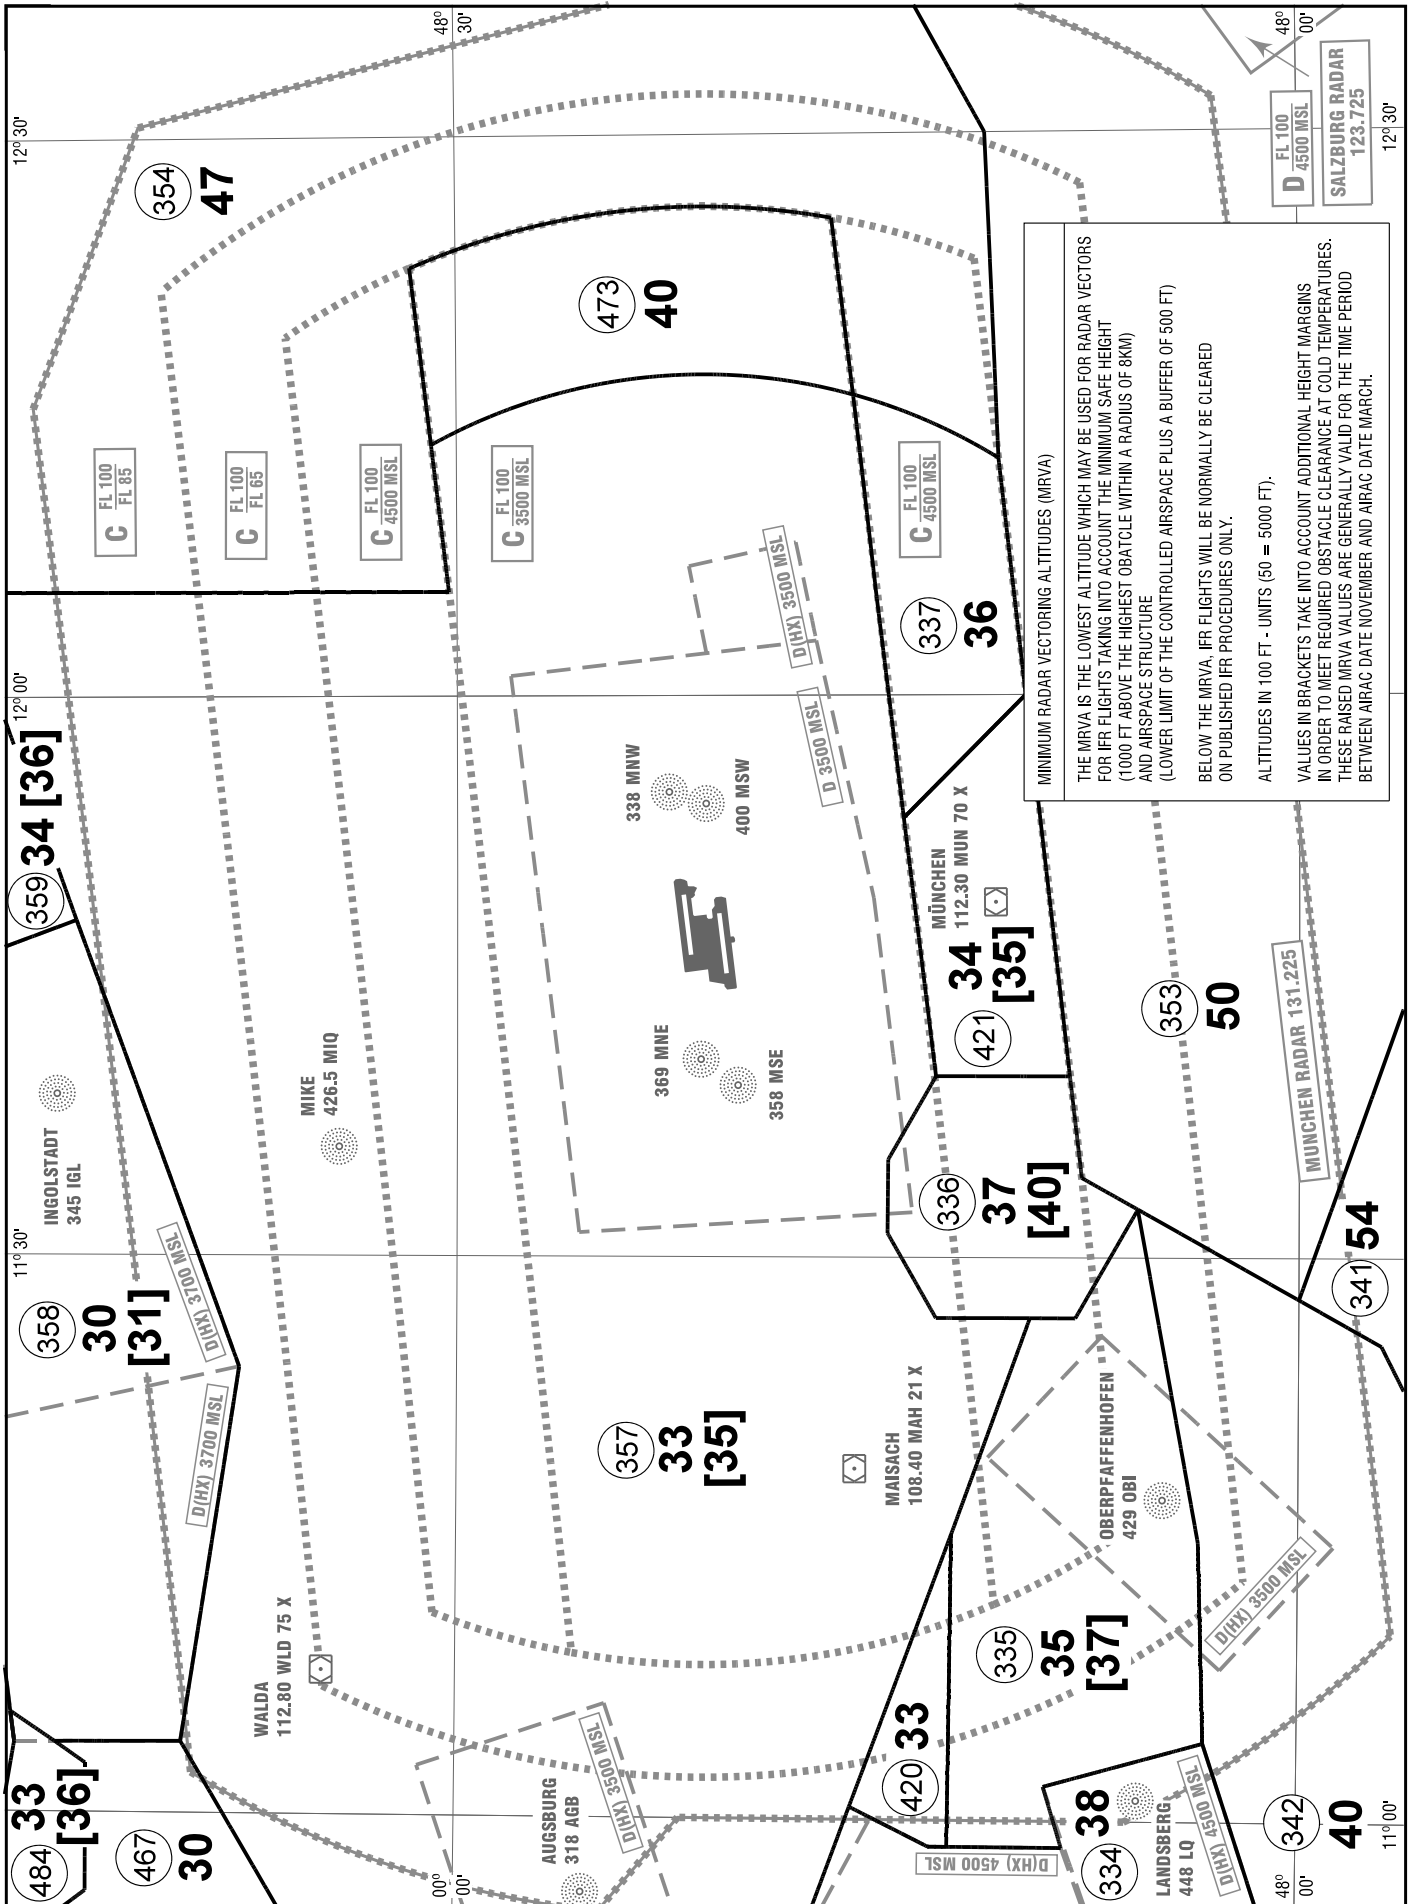 12° 30'
48° 30'
48° 00'
12° 30'
354
47
473
40
C FL 100
FL 85
C FL 100
FL 65
C FL 100
4500 MSL
C FL 100
3500 MSL
C FL 100
4500 MSL
D FL 100
4500 MSL
SALZBURG RADAR
123.725
D(HX) 3500 MSL
D 3500 MSL
337
36
12° 00'
359
34 [36]
338 MNW
400 MSW
369 MNE
358 MSE
MÜNCHEN
112.30 MUN 70 X
34
[35]
421
MIKE
426.5 MIQ
INGOLSTADT
345 IGL
353
50
MÜNCHEN RADAR 131.225
336
37
[40]
11° 30'
358
30
[31]
D(HX) 3700 MSL
D(HX) 3700 MSL
341
54
357
33
[35]
MAISACH
108.40 MAH 21 X
OBERPFAFFENHOFEN
429 OBI
D(HX) 3500 MSL
WALDA
112.80 WLD 75 X
335
35
[37]
420
33
AUGSBURG
318 AGB
D(HX) 3500 MSL
484
33
[36]
467
30
D(HX) 4500 MSL
334
38
LANDSBERG
448 LQ
D(HX) 4500 MSL
342
40
11° 00'
00° 00'
48° 00'
MINIMUM RADAR VECTORING ALTITUDES (MRVA)
THE MRVA IS THE LOWEST ALTITUDE WHICH MAY BE USED FOR RADAR VECTORS
FOR IFR FLIGHTS TAKING INTO ACCOUNT THE MINIMUM SAFE HEIGHT
(1000 FT ABOVE THE HIGHEST OBATCLE WITHIN A RADIUS OF 8KM)
AND AIRSPACE STRUCTURE
(LOWER LIMIT OF THE CONTROLLED AIRSPACE PLUS A BUFFER OF 500 FT)
BELOW THE MRVA, IFR FLIGHTS WILL BE NORMALLY BE CLEARED
ON PUBLISHED IFR PROCEDURES ONLY.
ALTITUDES IN 100 FT - UNITS (50 = 5000 FT).
VALUES IN BRACKETS TAKE INTO ACCOUNT ADDITIONAL HEIGHT MARGINS
IN ORDER TO MEET REQUIRED OBSTACLE CLEARANCE AT COLD TEMPERATURES.
THESE RAISED MRVA VALUES ARE GENERALLY VALID FOR THE TIME PERIOD
BETWEEN AIRAC DATE NOVEMBER AND AIRAC DATE MARCH.